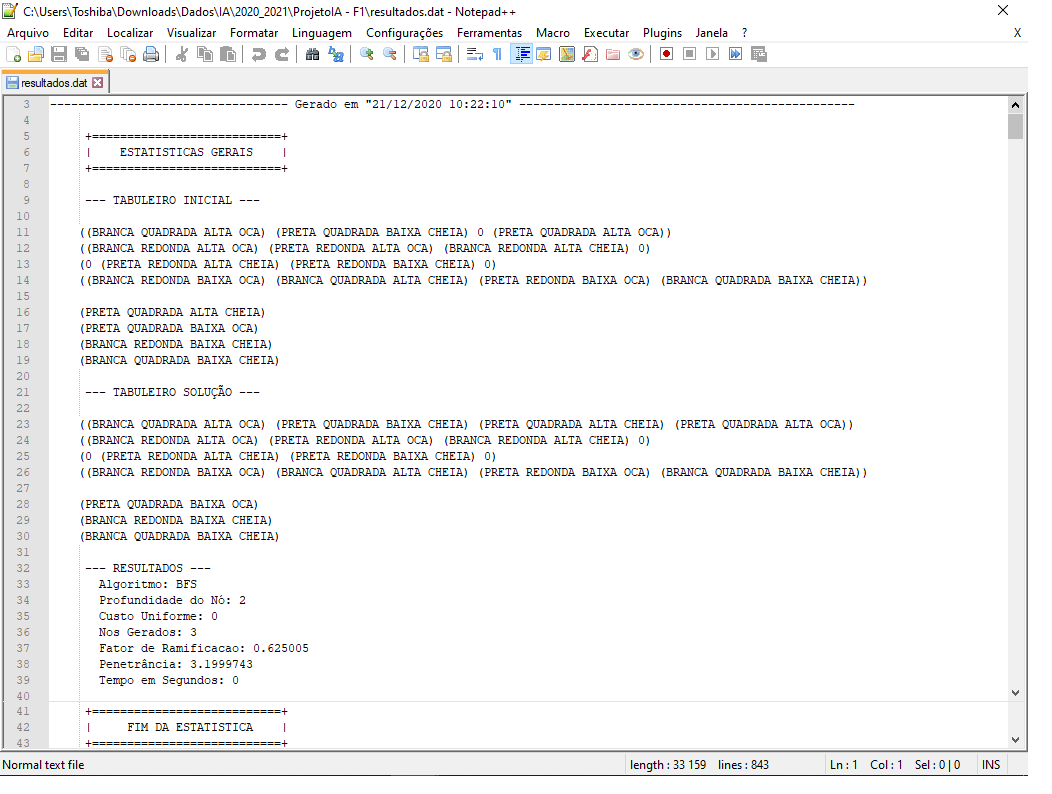 C:\Users\Toshiba\Downloads\Dados\IA\2020_2021\ProjetoIA - F1\resultados.dat - Notepad++
Arquivo Editar Localizar Visualizar Formatar Linguagem Configurações Ferramentas Macro Executar Plugins Janela ? X
resultados.dat
3 ---------------------------------- Gerado em "21/12/2020 10:22:10" ------------------------------------------------
4
5 +===========================+
6 | ESTATISTICAS GERAIS |
7 +===========================+
8
9 --- TABULEIRO INICIAL ---
10
11 ((BRANCA QUADRADA ALTA OCA) (PRETA QUADRADA BAIXA CHEIA) 0 (PRETA QUADRADA ALTA OCA))
12 ((BRANCA REDONDA ALTA OCA) (PRETA REDONDA ALTA OCA) (BRANCA REDONDA ALTA CHEIA) 0)
13 (0 (PRETA REDONDA ALTA CHEIA) (PRETA REDONDA BAIXA CHEIA) 0)
14 ((BRANCA REDONDA BAIXA OCA) (BRANCA QUADRADA ALTA CHEIA) (PRETA REDONDA BAIXA OCA) (BRANCA QUADRADA BAIXA CHEIA))
15
16 (PRETA QUADRADA ALTA CHEIA)
17 (PRETA QUADRADA BAIXA OCA)
18 (BRANCA REDONDA BAIXA CHEIA)
19 (BRANCA QUADRADA BAIXA CHEIA)
20
21 --- TABULEIRO SOLUÇÃO ---
22
23 ((BRANCA QUADRADA ALTA OCA) (PRETA QUADRADA BAIXA CHEIA) (PRETA QUADRADA ALTA CHEIA) (PRETA QUADRADA ALTA OCA))
24 ((BRANCA REDONDA ALTA OCA) (PRETA REDONDA ALTA OCA) (BRANCA REDONDA ALTA CHEIA) 0)
25 (0 (PRETA REDONDA ALTA CHEIA) (PRETA REDONDA BAIXA CHEIA) 0)
26 ((BRANCA REDONDA BAIXA OCA) (BRANCA QUADRADA ALTA CHEIA) (PRETA REDONDA BAIXA OCA) (BRANCA QUADRADA BAIXA CHEIA))
27
28 (PRETA QUADRADA BAIXA OCA)
29 (BRANCA REDONDA BAIXA CHEIA)
30 (BRANCA QUADRADA BAIXA CHEIA)
31
32 --- RESULTADOS ---
33 Algoritmo: BFS
34 Profundidade do Nó: 2
35 Custo Uniforme: 0
36 Nos Gerados: 3
37 Fator de Ramificacao: 0.625005
38 Penetrância: 3.1999743
39 Tempo em Segundos: 0
40
41 +===========================+
42 | FIM DA ESTATISTICA |
43 +===========================+
Normal text file length : 33 159 lines : 843 Ln : 1 Col : 1 Sel : 0 | 0 INS